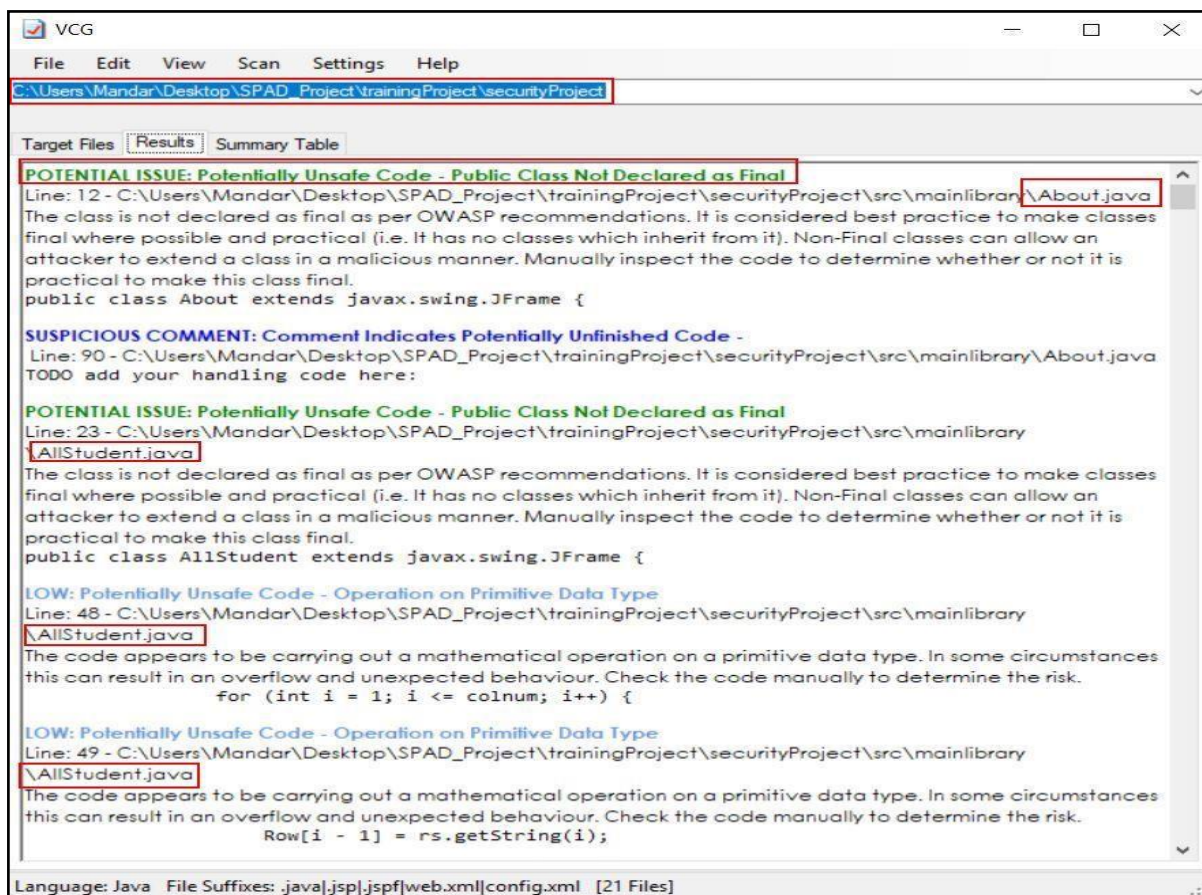 VCG
File Edit View Scan Settings Help
C:\Users\Mandar\Desktop\SPAD_Project\trainingProject\securityProject
Target Files Results Summary Table
POTENTIAL ISSUE: Potentially Unsafe Code - Public Class Not Declared as Final
Line: 12 - C:\Users\Mandar\Desktop\SPAD_Project\trainingProject\securityProject\src\mainlibrary\About.java
The class is not declared as final as per OWASP recommendations. It is considered best practice to make classes
final where possible and practical (i.e. It has no classes which inherit from it). Non-Final classes can allow an
attacker to extend a class in a malicious manner. Manually inspect the code to determine whether or not it is
practical to make this class final.
public class About extends javax.swing.JFrame {
SUSPICIOUS COMMENT: Comment Indicates Potentially Unfinished Code -
Line: 90 - C:\Users\Mandar\Desktop\SPAD_Project\trainingProject\securityProject\src\mainlibrary\About.java
TODO add your handling code here:
POTENTIAL ISSUE: Potentially Unsafe Code - Public Class Not Declared as Final
Line: 23 - C:\Users\Mandar\Desktop\SPAD_Project\trainingProject\securityProject\src\mainlibrary
\AllStudent.java
The class is not declared as final as per OWASP recommendations. It is considered best practice to make classes
final where possible and practical (i.e. It has no classes which inherit from it). Non-Final classes can allow an
attacker to extend a class in a malicious manner. Manually inspect the code to determine whether or not it is
practical to make this class final.
public class AllStudent extends javax.swing.JFrame {
LOW: Potentially Unsafe Code - Operation on Primitive Data Type
Line: 48 - C:\Users\Mandar\Desktop\SPAD_Project\trainingProject\securityProject\src\mainlibrary
\AllStudent.java
The code appears to be carrying out a mathematical operation on a primitive data type. In some circumstances
this can result in an overflow and unexpected behaviour. Check the code manually to determine the risk.
for (int i = 1; i <= colnum; i++) {
LOW: Potentially Unsafe Code - Operation on Primitive Data Type
Line: 49 - C:\Users\Mandar\Desktop\SPAD_Project\trainingProject\securityProject\src\mainlibrary
\AllStudent.java
The code appears to be carrying out a mathematical operation on a primitive data type. In some circumstances
this can result in an overflow and unexpected behaviour. Check the code manually to determine the risk.
Row[i - 1] = rs.getString(i);
Language: Java File Suffixes: .java|.jsp|.jspf|web.xml|config.xml [21 Files]